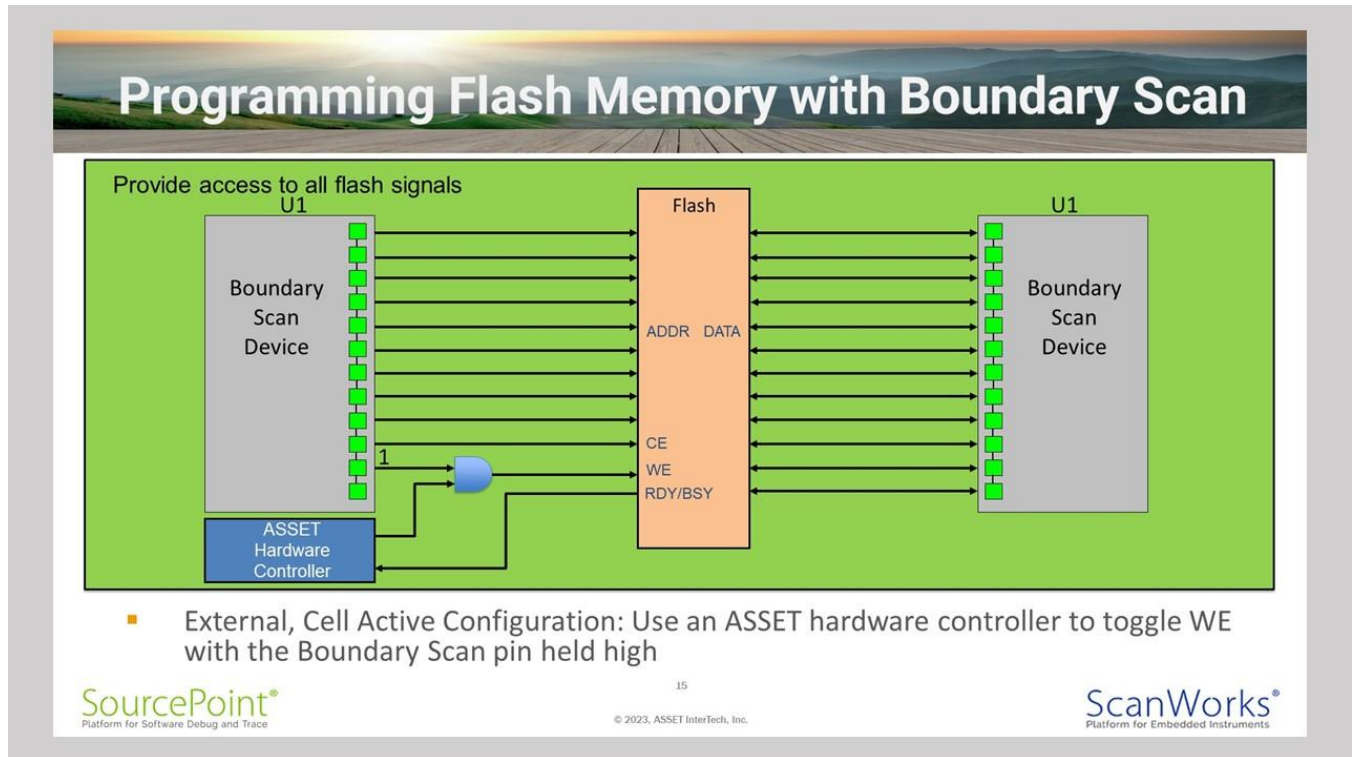 Programming Flash Memory with Boundary Scan
Provide access to all flash signals
U1
Flash
U1
Boundary
Scan
Device
ADDR DATA
Boundary
Scan
Device
CE
1
WE
RDY/BSY
ASSET
Hardware
Controller
▪ External, Cell Active Configuration: Use an ASSET hardware controller to toggle WE
with the Boundary Scan pin held high
SourcePoint®
Platform for Software Debug and Trace
15
© 2023, ASSET InterTech, Inc.
ScanWorks®
Platform for Embedded Instruments